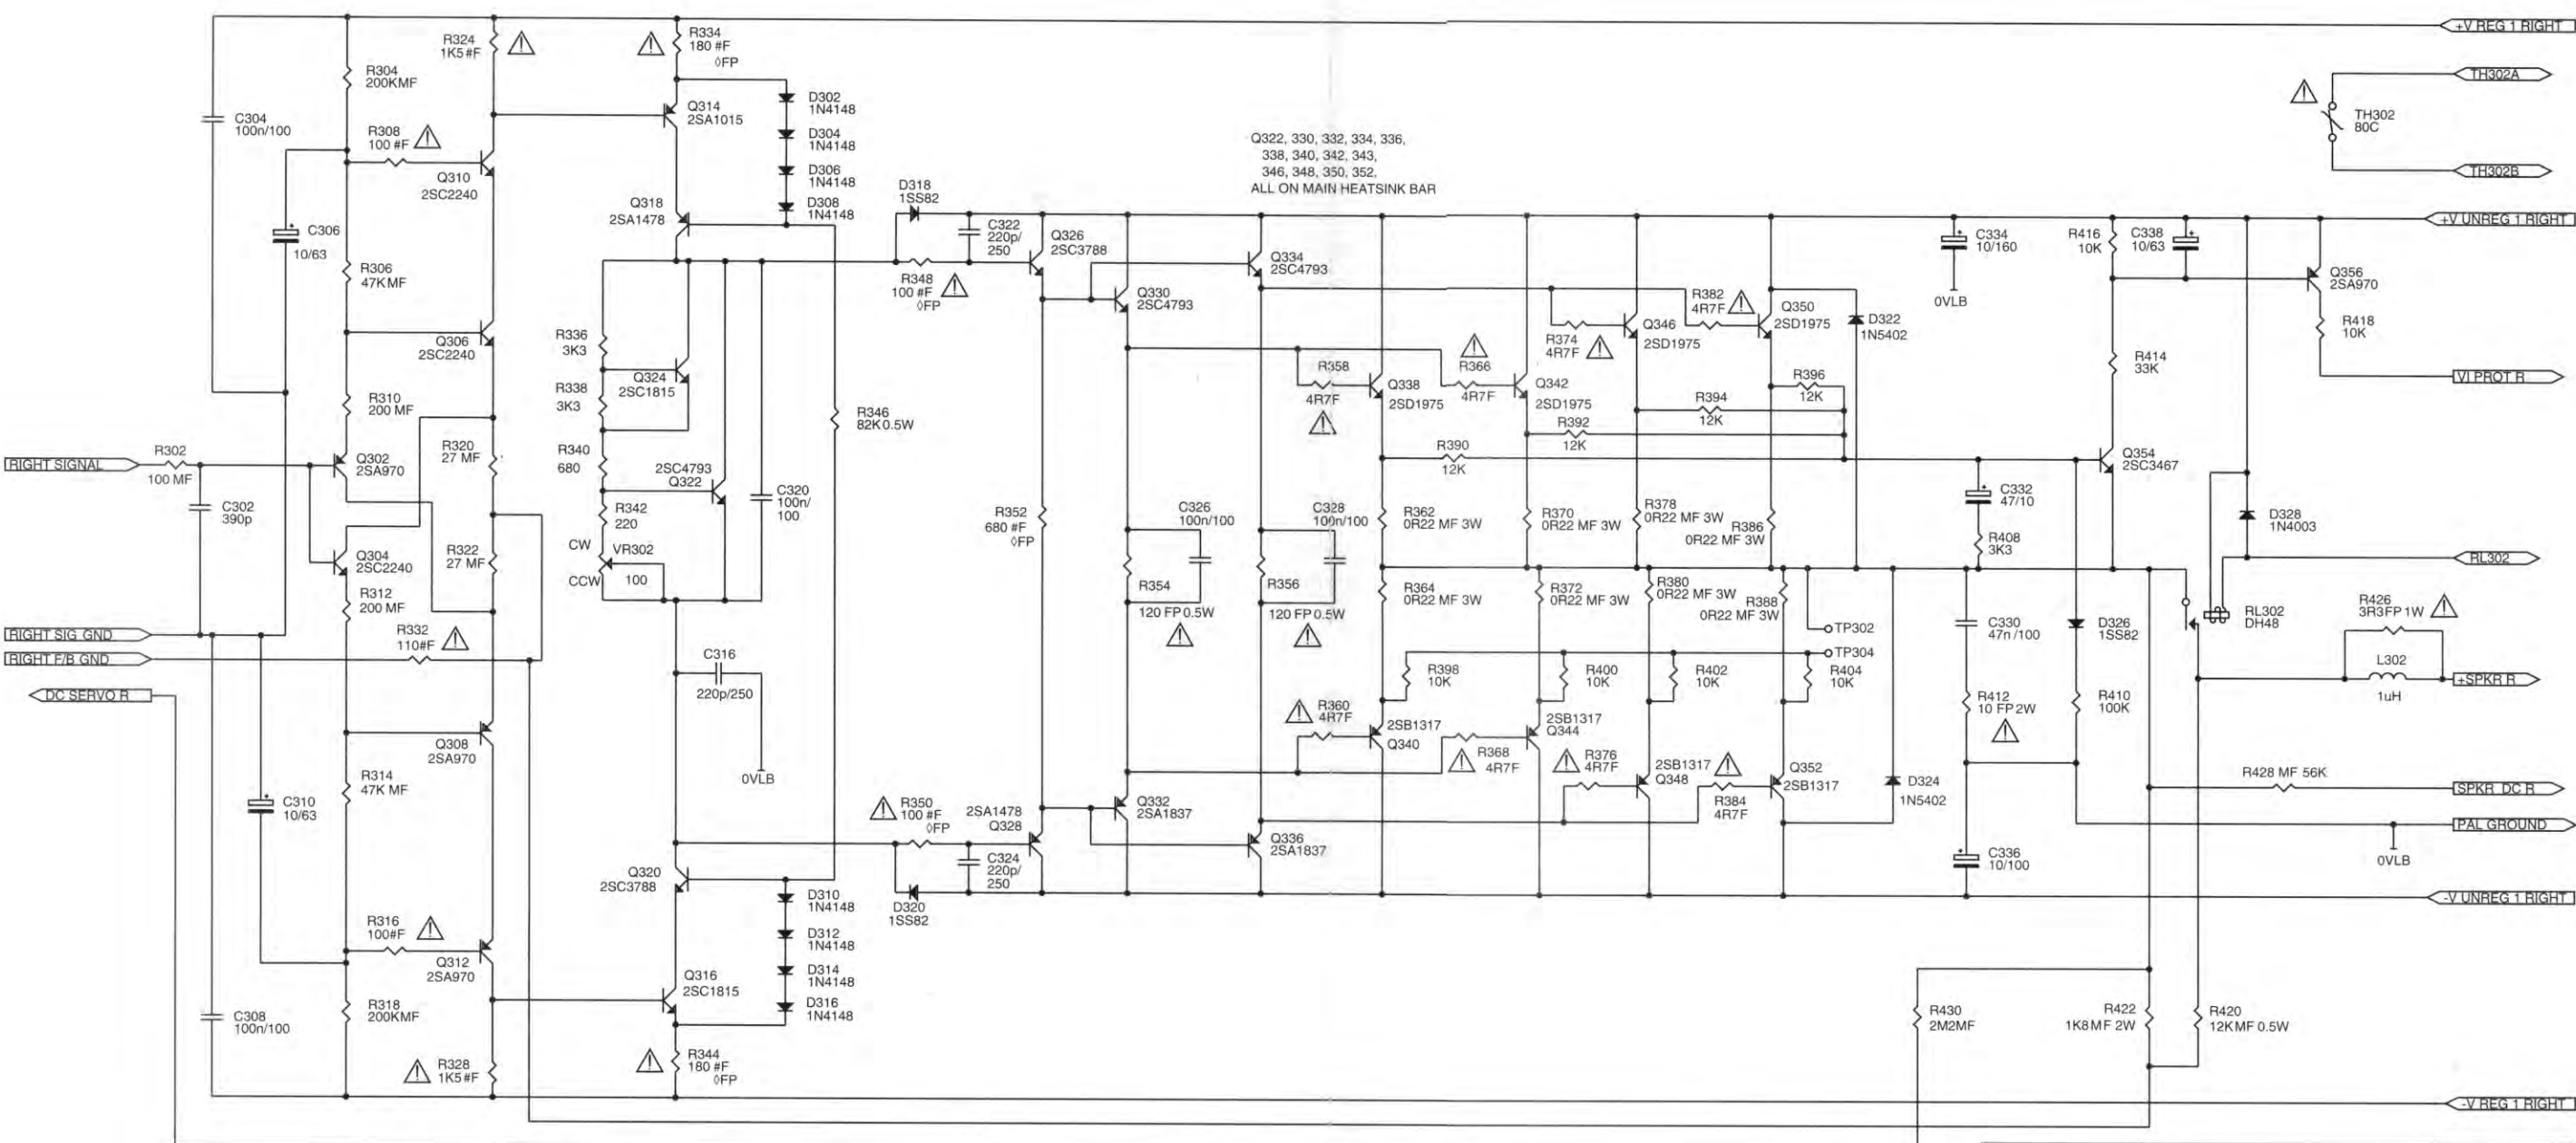 +V REG 1 RIGHT
R324
1K5 #F
R334
180 #F
◊FP
TH302A
R304
200KMF
D302
1N4148
Q314
2SA1015
C304
100n/100
TH302
80C
R308
100 #F
D304
1N4148
Q322, 330, 332, 334, 336,
338, 340, 342, 343,
346, 348, 350, 352,
ALL ON MAIN HEATSINK BAR
Q310
2SC2240
D306
1N4148
TH302B
D318
1SS82
Q318
2SA1478
D308
1N4148
C306
10/63
C322
220p/
250
Q326
2SC3788
+V UNREG 1 RIGHT
C334
10/160
0VLB
R416
10K
C338
10/63
R306
47K MF
R348
100 #F
◊FP
Q334
2SC4793
Q330
2SC4793
Q356
2SA970
R418
10K
R382
4R7F
Q350
2SD1975
D322
1N5402
Q306
2SC2240
R336
3K3
R374
4R7F
Q346
2SD1975
R414
33K
VI PROT R
Q324
2SC1815
R338
3K3
R358
4R7F
Q338
2SD1975
R366
4R7F
Q342
2SD1975
R396
12K
R394
12K
R392
12K
R390
12K
R310
200 MF
R346
82K 0.5W
RIGHT SIGNAL
R302
100 MF
Q302
2SA970
R320
27 MF
R340
680
2SC4793
Q322
Q354
2SC3467
C302
390p
C320
100n/
100
R342
220
R352
680 #F
◊FP
C326
100n/100
C328
100n/100
R362
0R22 MF 3W
R370
0R22 MF 3W
R378
0R22 MF 3W
R386
0R22 MF 3W
C332
47/10
R408
3K3
D328
1N4003
RL302
CW
VR302
CCW
100
Q304
2SC2240
R322
27 MF
R354
120 FP 0.5W
R356
120 FP 0.5W
R364
0R22 MF 3W
R372
0R22 MF 3W
R380
0R22 MF 3W
R388
0R22 MF 3W
R312
200 MF
RIGHT SIG GND
RIGHT F/B GND
R332
110#F
TP302
TP304
C330
47n /100
D326
1SS82
RL302
DH48
R426
3R3FP 1W
L302
1uH
+SPKR R
DC SERVO R
C316
220p/250
0VLB
R398
10K
R400
10K
R402
10K
R404
10K
R412
10 FP 2W
R410
100K
R360
4R7F
2SB1317
Q340
R368
4R7F
2SB1317
Q344
R376
4R7F
2SB1317
Q348
R384
4R7F
Q352
2SB1317
D324
1N5402
Q308
2SA970
R314
47K MF
C310
10/63
R428 MF 56K
SPKR DC R
PAL GROUND
0VLB
R350
100 #F
◊FP
2SA1478
Q328
Q332
2SA1837
Q336
2SA1837
C324
220p/
250
C336
10/100
Q320
2SC3788
D320
1SS82
D310
1N4148
-V UNREG 1 RIGHT
R316
100#F
D312
1N4148
Q312
2SA970
Q316
2SC1815
D314
1N4148
D316
1N4148
R318
200KMF
C308
100n/100
R430
2M2MF
R422
1K8 MF 2W
R420
12K MF 0.5W
R328
1K5 #F
R344
180 #F
◊FP
-V REG 1 RIGHT